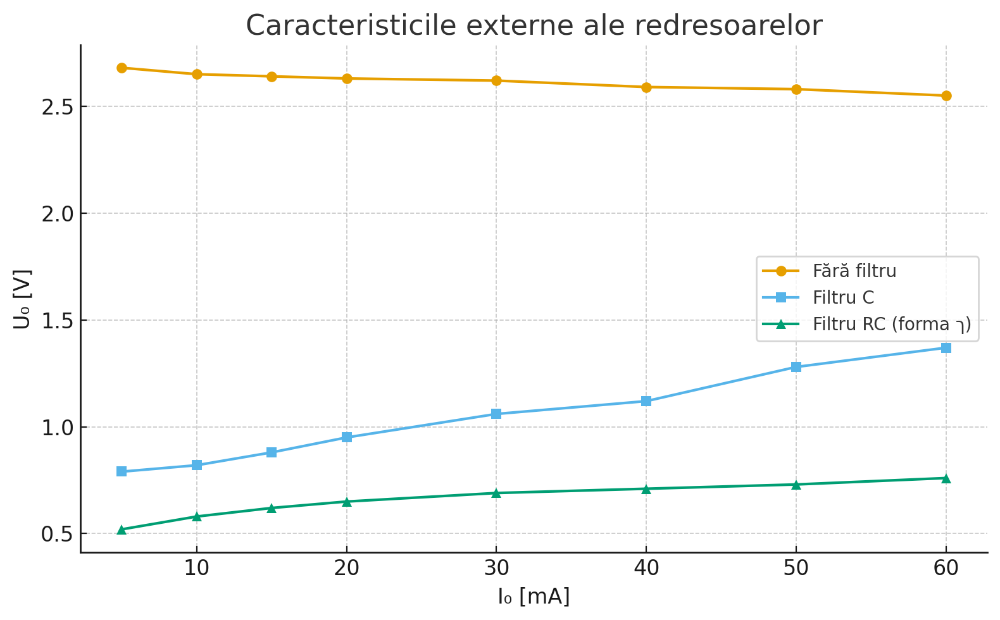 Caracteristicile externe ale redresoarelor
U₀ [V]
2.5
2.0
1.5
1.0
0.5
Fără filtru
Filtru C
Filtru RC (forma ʅ)
10 20 30 40 50 60
I₀ [mA]